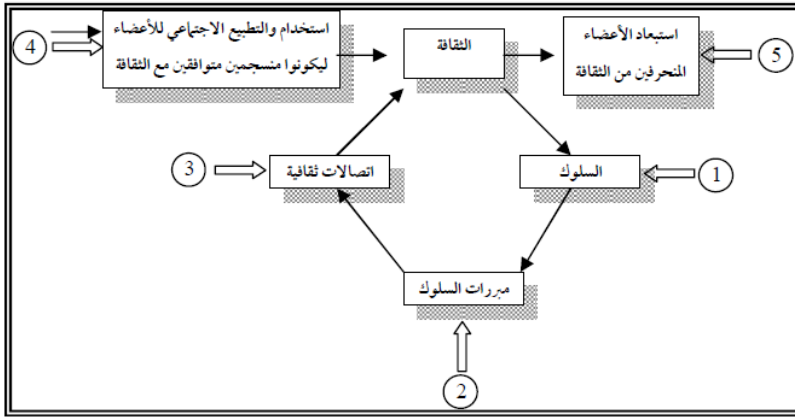 استخدام والتطبيع الاجتماعي للأعضاء
ليكونوا منسجمين متوافقين مع الثقافة
4
الثقافة
استبعاد الأعضاء
المنحرفين من الثقافة
5
3
اتصالات ثقافية
السلوك
1
مبررات السلوك
2